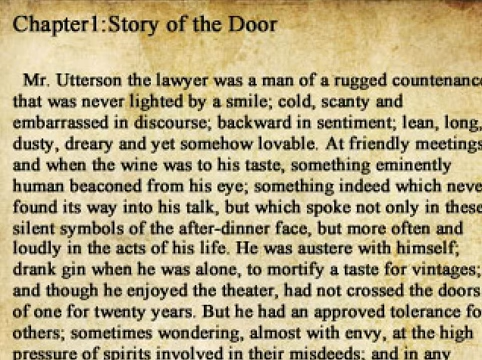 Chapter1:Story of the Door
Mr. Utterson the lawyer was a man of a rugged countenance
that was never lighted by a smile; cold, scanty and
embarrassed in discourse; backward in sentiment; lean, long,
dusty, dreary and yet somehow lovable. At friendly meetings
and when the wine was to his taste, something eminently
human beaconed from his eye; something indeed which neve
found its way into his talk, but which spoke not only in these
silent symbols of the after-dinner face, but more often and
loudly in the acts of his life. He was austere with himself;
drank gin when he was alone, to mortify a taste for vintages;
and though he enjoyed the theater, had not crossed the doors
of one for twenty years. But he had an approved tolerance fo
others; sometimes wondering, almost with envy, at the high
pressure of spirits involved in their misdeeds; and in any